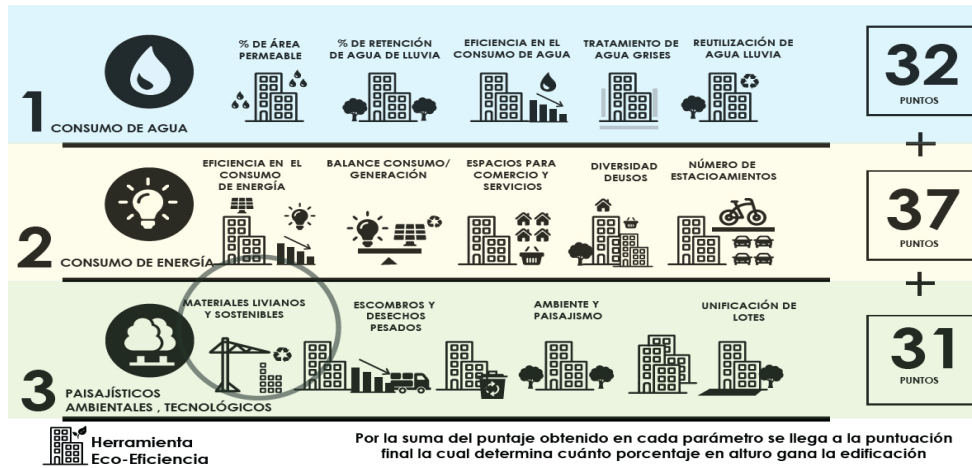 % DE ÁREA
PERMEABLE
% DE RETENCIÓN
DE AGUA DE LLUVIA
EFICIENCIA EN EL
CONSUMO DE AGUA
TRATAMIENTO DE
AGUA GRISES
REUTILIZACIÓN DE
AGUA LLUVIA
1 CONSUMO DE AGUA
32
PUNTOS
+
EFICIENCIA EN EL
CONSUMO
DE ENERGÍA
BALANCE CONSUMO/
GENERACIÓN
ESPACIOS PARA
COMERCIO Y
SERVICIOS
DIVERSIDAD
DEUSOS
NÚMERO DE
ESTACIOAMIENTOS
2 CONSUMO DE ENERGÍA
37
PUNTOS
+
MATERIALES LIVIANOS
Y SOSTENIBLES
ESCOMBROS Y
DESECHOS
PESADOS
AMBIENTE Y
PAISAJISMO
UNIFICACIÓN DE
LOTES
3 PAISAJÍSTICOS
AMBIENTALES , TECNOLÓGICOS
31
PUNTOS
Herramienta
Eco-Eficiencia
Por la suma del puntaje obtenido en cada parámetro se llega a la puntuación
final la cual determina cuánto porcentaje en alturo gana la edificación